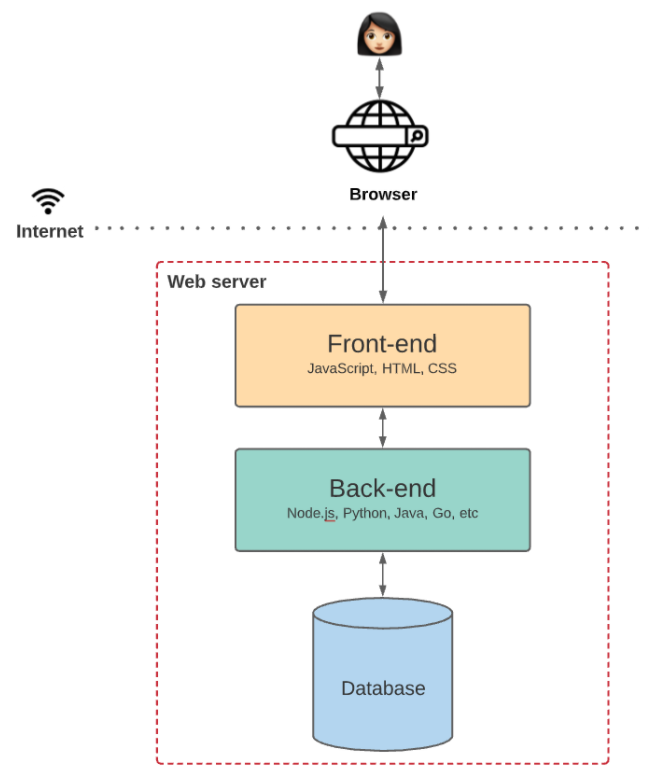 Browser
Internet
Web server
Front-end
JavaScript, HTML, CSS
Back-end
Node.js, Python, Java, Go, etc
Database